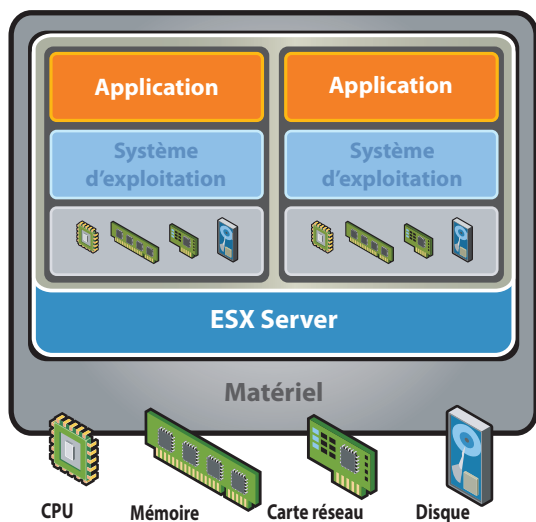 Application
Application
Système
d'exploitation
Système
d'exploitation
ESX Server
Matériel
CPU
Mémoire
Carte réseau
Disque